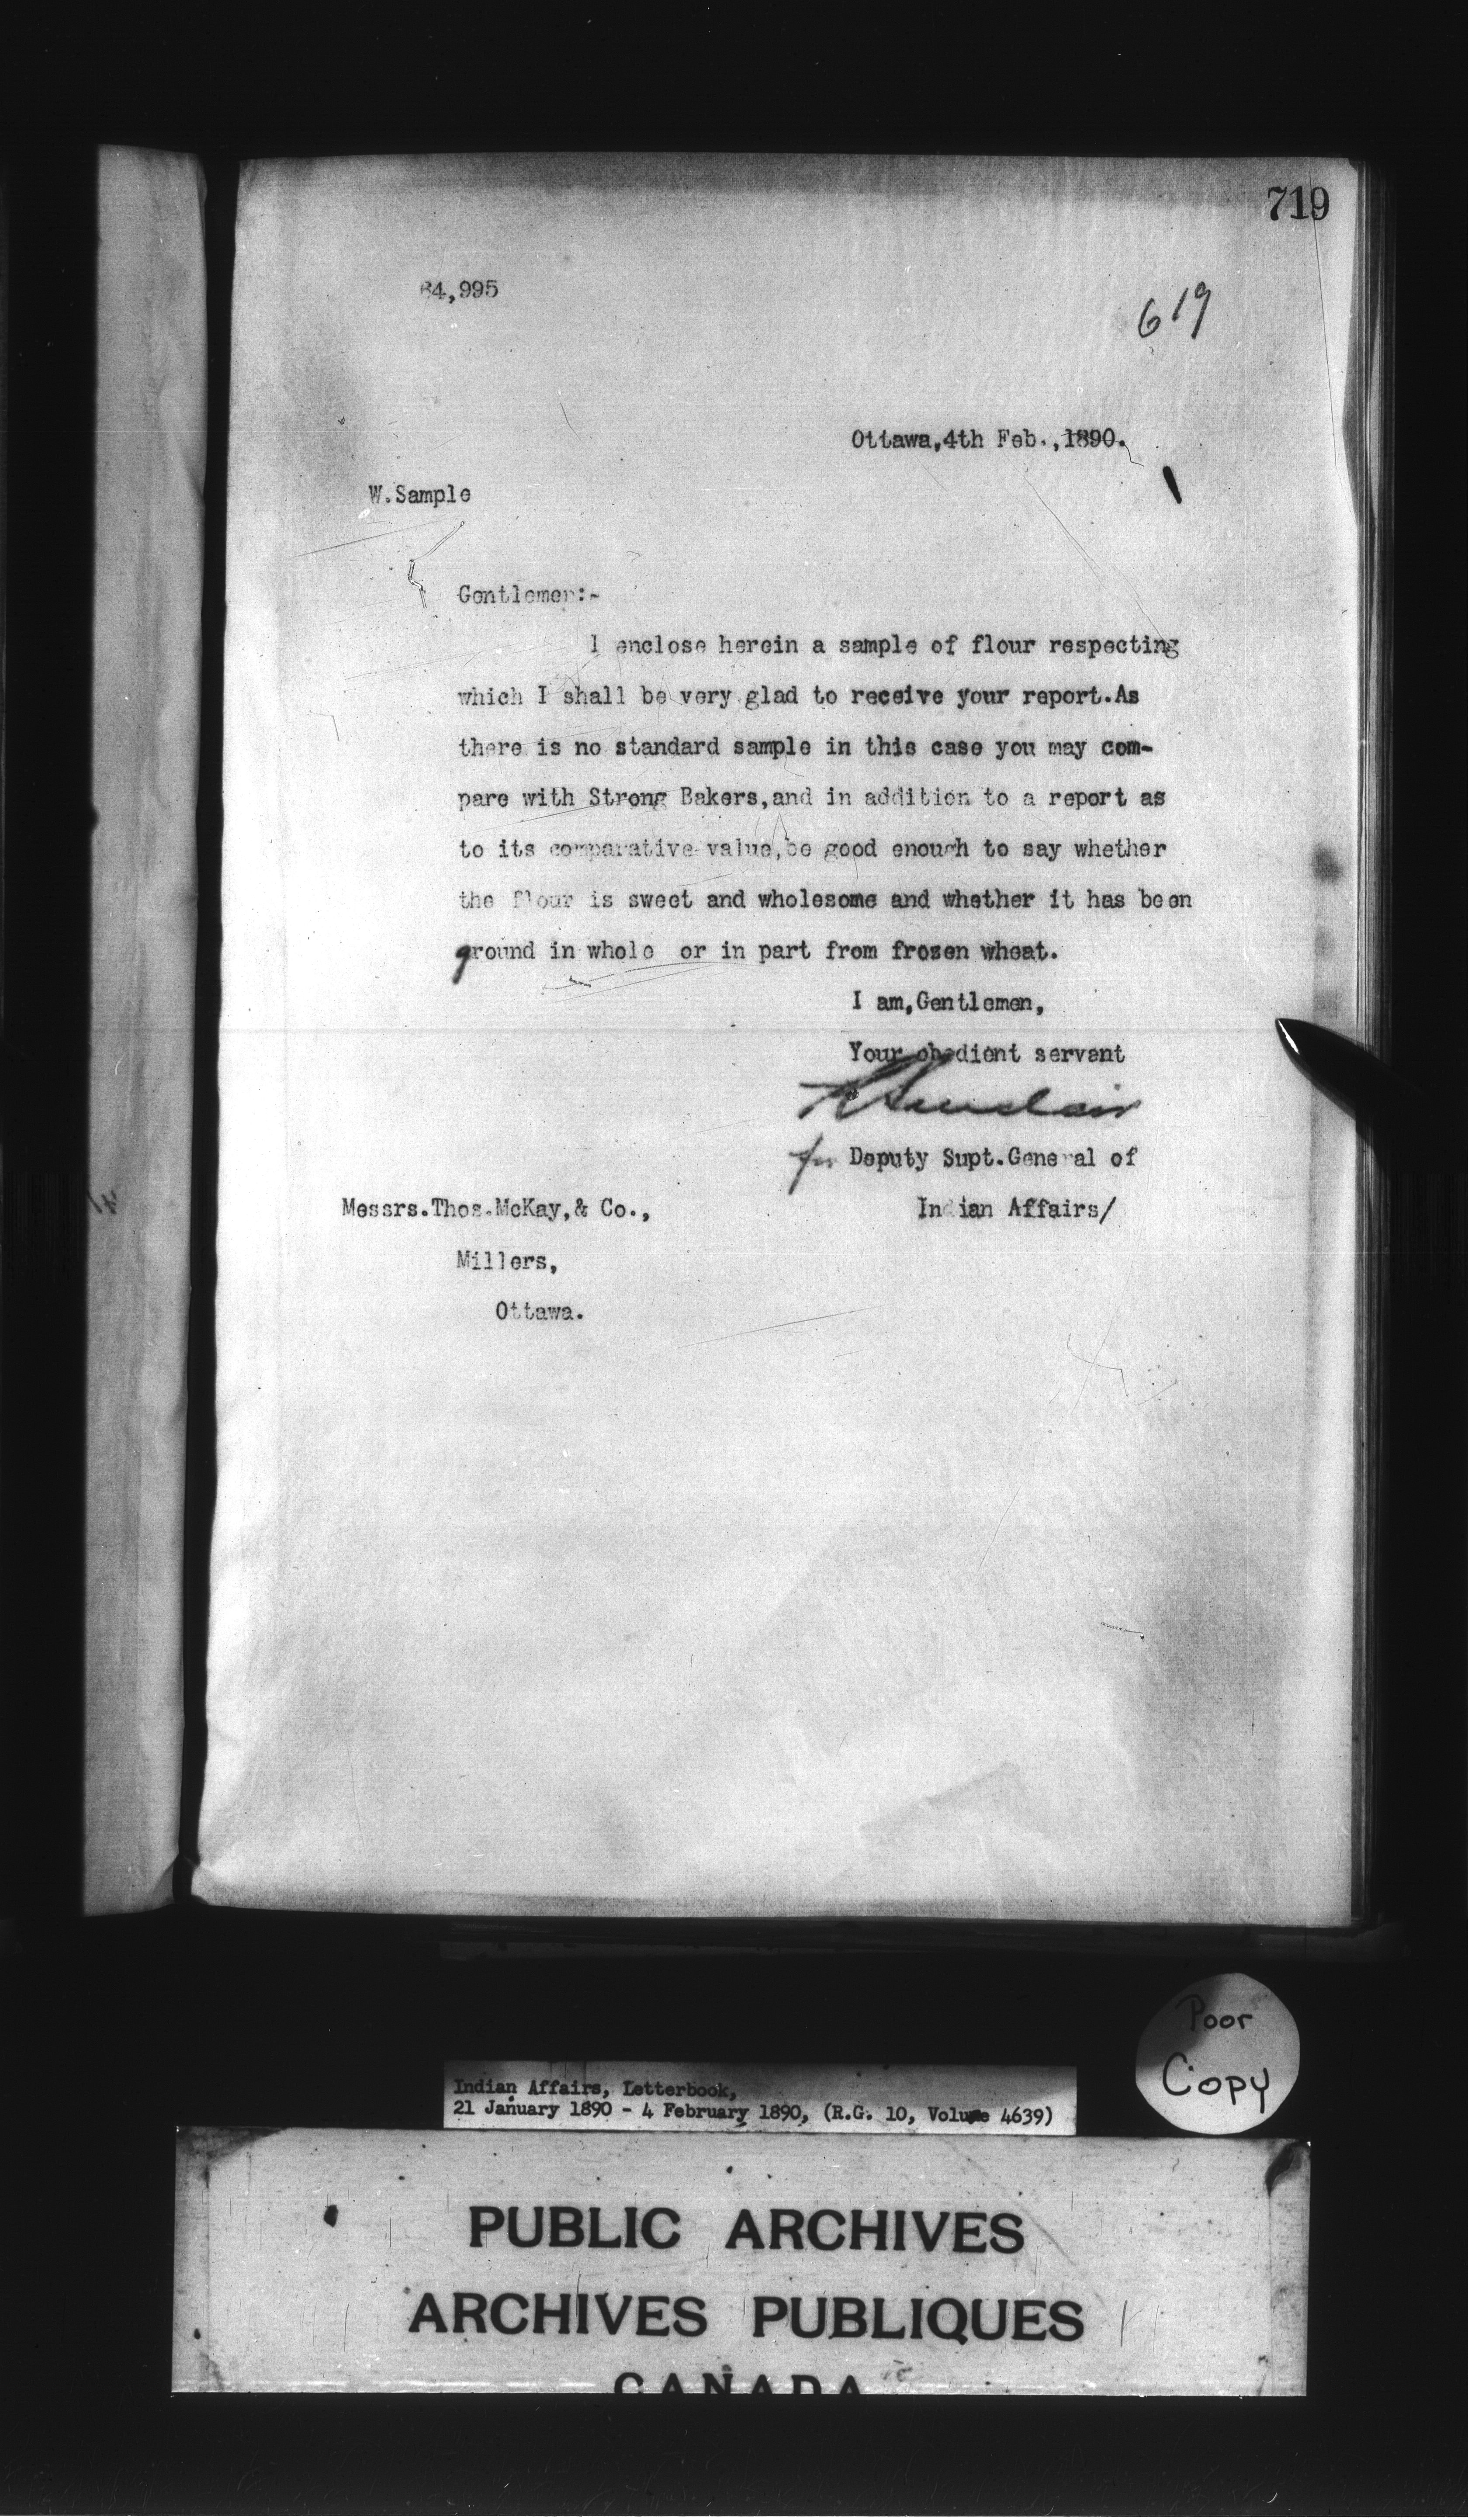 719
64,995
619
Ottawa,4th Feb.,1890.
W.Sample
Gentlemen:-
I enclose herein a sample of flour respecting
which I shall be very glad to receive your report.As
there is no standard sample in this case you may com-
pare with Strong Bakers,and in addition to a report as
to its comparative value,be good enough to say whether
the flour is sweet and wholesome and whether it has been
ground in whole or in part from frozen wheat.
I am,Gentlemen,
Your obedient servant
R Sinclair
for Deputy Supt.General of
Indian Affairs/
Messrs.Thos.McKay,& Co.,
Millers,
Ottawa.
Poor
Copy
Indian Affairs, Letterbook,
21 January 1890 - 4 February 1890, (R.G. 10, Volume 4639)
PUBLIC ARCHIVES
ARCHIVES PUBLIQUES
CANADA